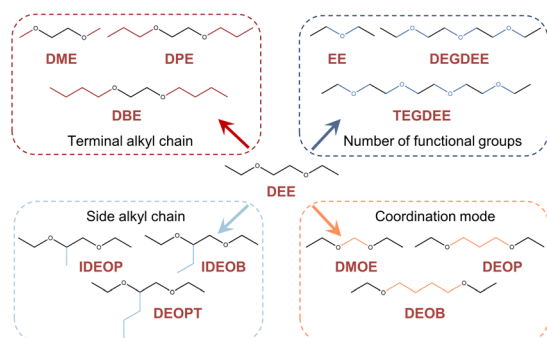 DME
DPE
DBE
Terminal alkyl chain
EE
DEGDEE
TEGDEE
Number of functional groups
DEE
Side alkyl chain
IDEOP
IDEOB
DEOPT
Coordination mode
DMOE
DEOP
DEOB